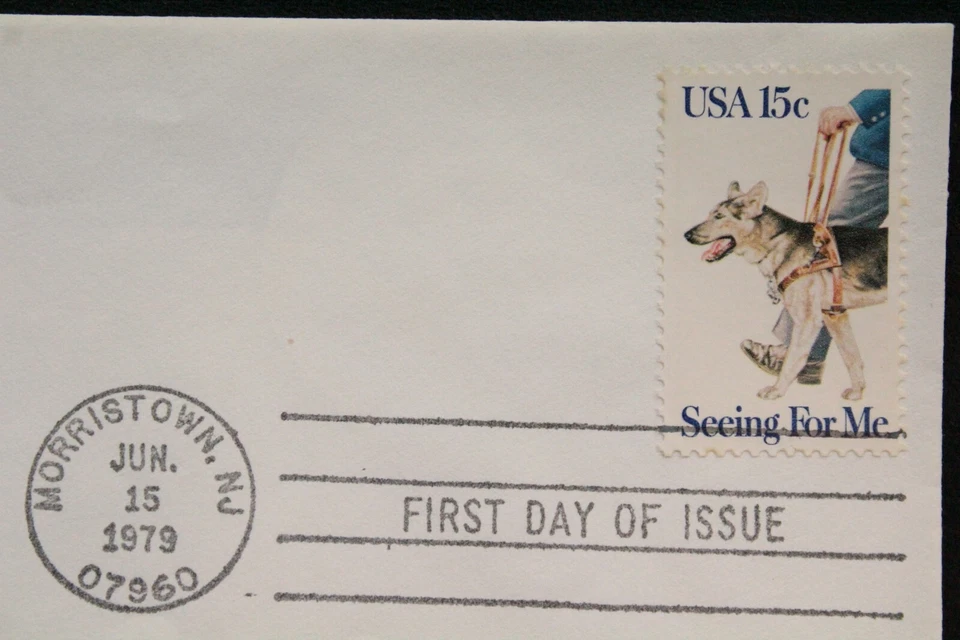 USA 15c
Seeing For Me
MORRISTOWN, NJ
JUN.
15
1979
07960
FIRST DAY OF ISSUE